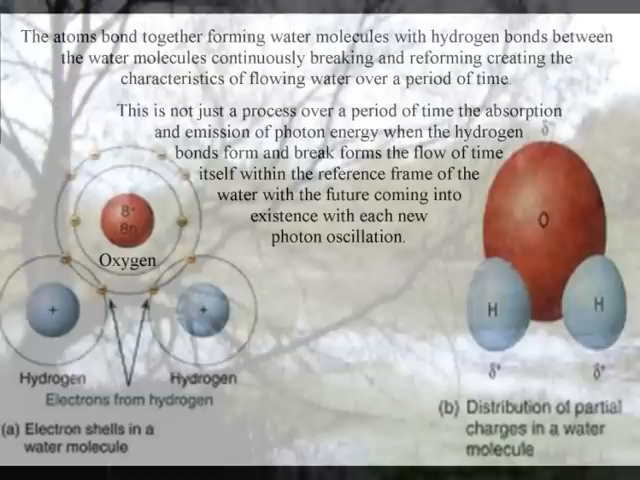 The atoms bond together forming water molecules with hydrogen bonds between
the water molecules continuously breaking and reforming creating the
characteristics of flowing water over a period of time.
This is not just a process over a period of time the absorption
and emission of photon energy when the hydrogen
bonds form and break forms the flow of time
itself within the reference frame of the
water with the future coming into
existence with each new
photon oscillation.
8+
8n
Oxygen
+
+
Hydrogen
Hydrogen
Electrons from hydrogen
(a) Electron shells in a
water molecule
δ-
O
H
H
δ+
δ+
(b) Distribution of partial
charges in a water
molecule